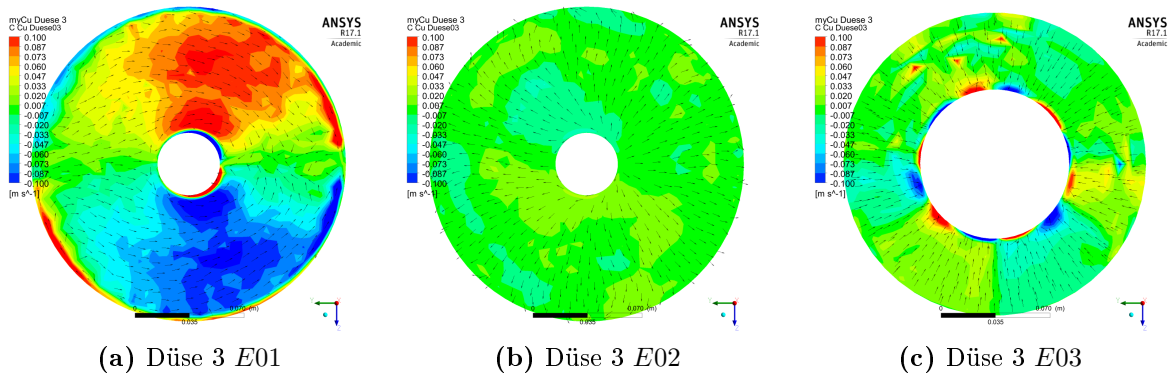 myCu Duese 3
C Cu Duese03
0.100
0.087
0.073
0.060
0.047
0.033
0.020
0.007
-0.007
-0.020
-0.033
-0.047
-0.060
-0.073
-0.087
-0.100
[m s^-1]
ANSYS
R17.1
Academic
0
0.070 (m)
0.035
Y
X
Z
(a) Düse 3 E01
myCu Duese 3
C Cu Duese03
0.100
0.087
0.073
0.060
0.047
0.033
0.020
0.007
-0.007
-0.020
-0.033
-0.047
-0.060
-0.073
-0.087
-0.100
[m s^-1]
ANSYS
R17.1
Academic
0
0.070 (m)
0.035
Y
X
Z
(b) Düse 3 E02
myCu Duese 3
C Cu Duese03
0.100
0.087
0.073
0.060
0.047
0.033
0.020
0.007
-0.007
-0.020
-0.033
-0.047
-0.060
-0.073
-0.087
-0.100
[m s^-1]
ANSYS
R17.1
Academic
0
0.070 (m)
0.035
Y
X
Z
(c) Düse 3 E03